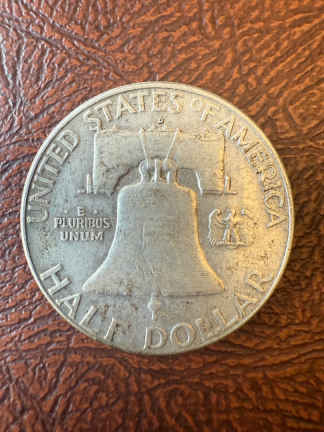 UNITED STATES OF AMERICA
E
PLURIBUS
UNUM
HALF DOLLAR